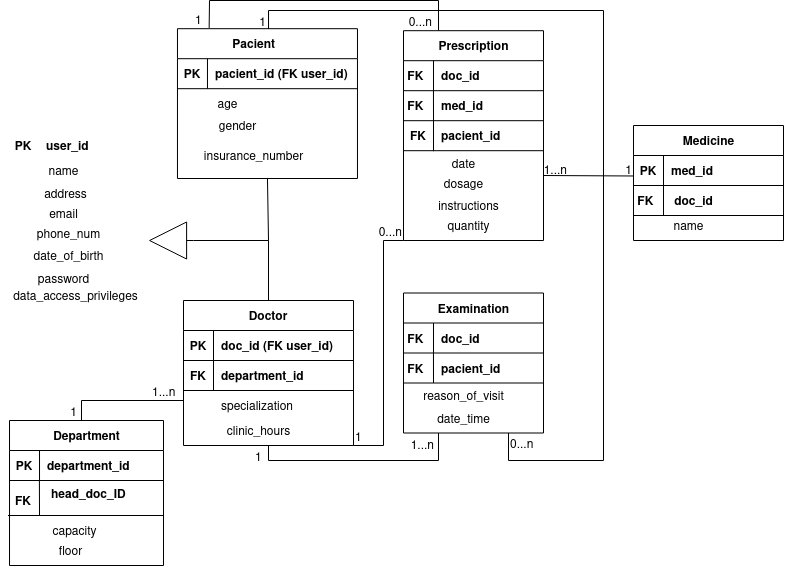 1
1
0...n
Pacient
PK pacient_id (FK user_id)
age
gender
insurance_number
Prescription
FK doc_id
FK med_id
FK pacient_id
date
dosage
instructions
quantity
1...n
1
0...n
Medicine
PK med_id
FK doc_id
name
PK user_id
name
address
email
phone_num
date_of_birth
password
data_access_privileges
Doctor
PK doc_id (FK user_id)
FK department_id
specialization
clinic_hours
1
1
Examination
FK doc_id
FK pacient_id
reason_of_visit
date_time
1...n
0...n
1...n
1
Department
PK department_id
FK head_doc_ID
capacity
floor